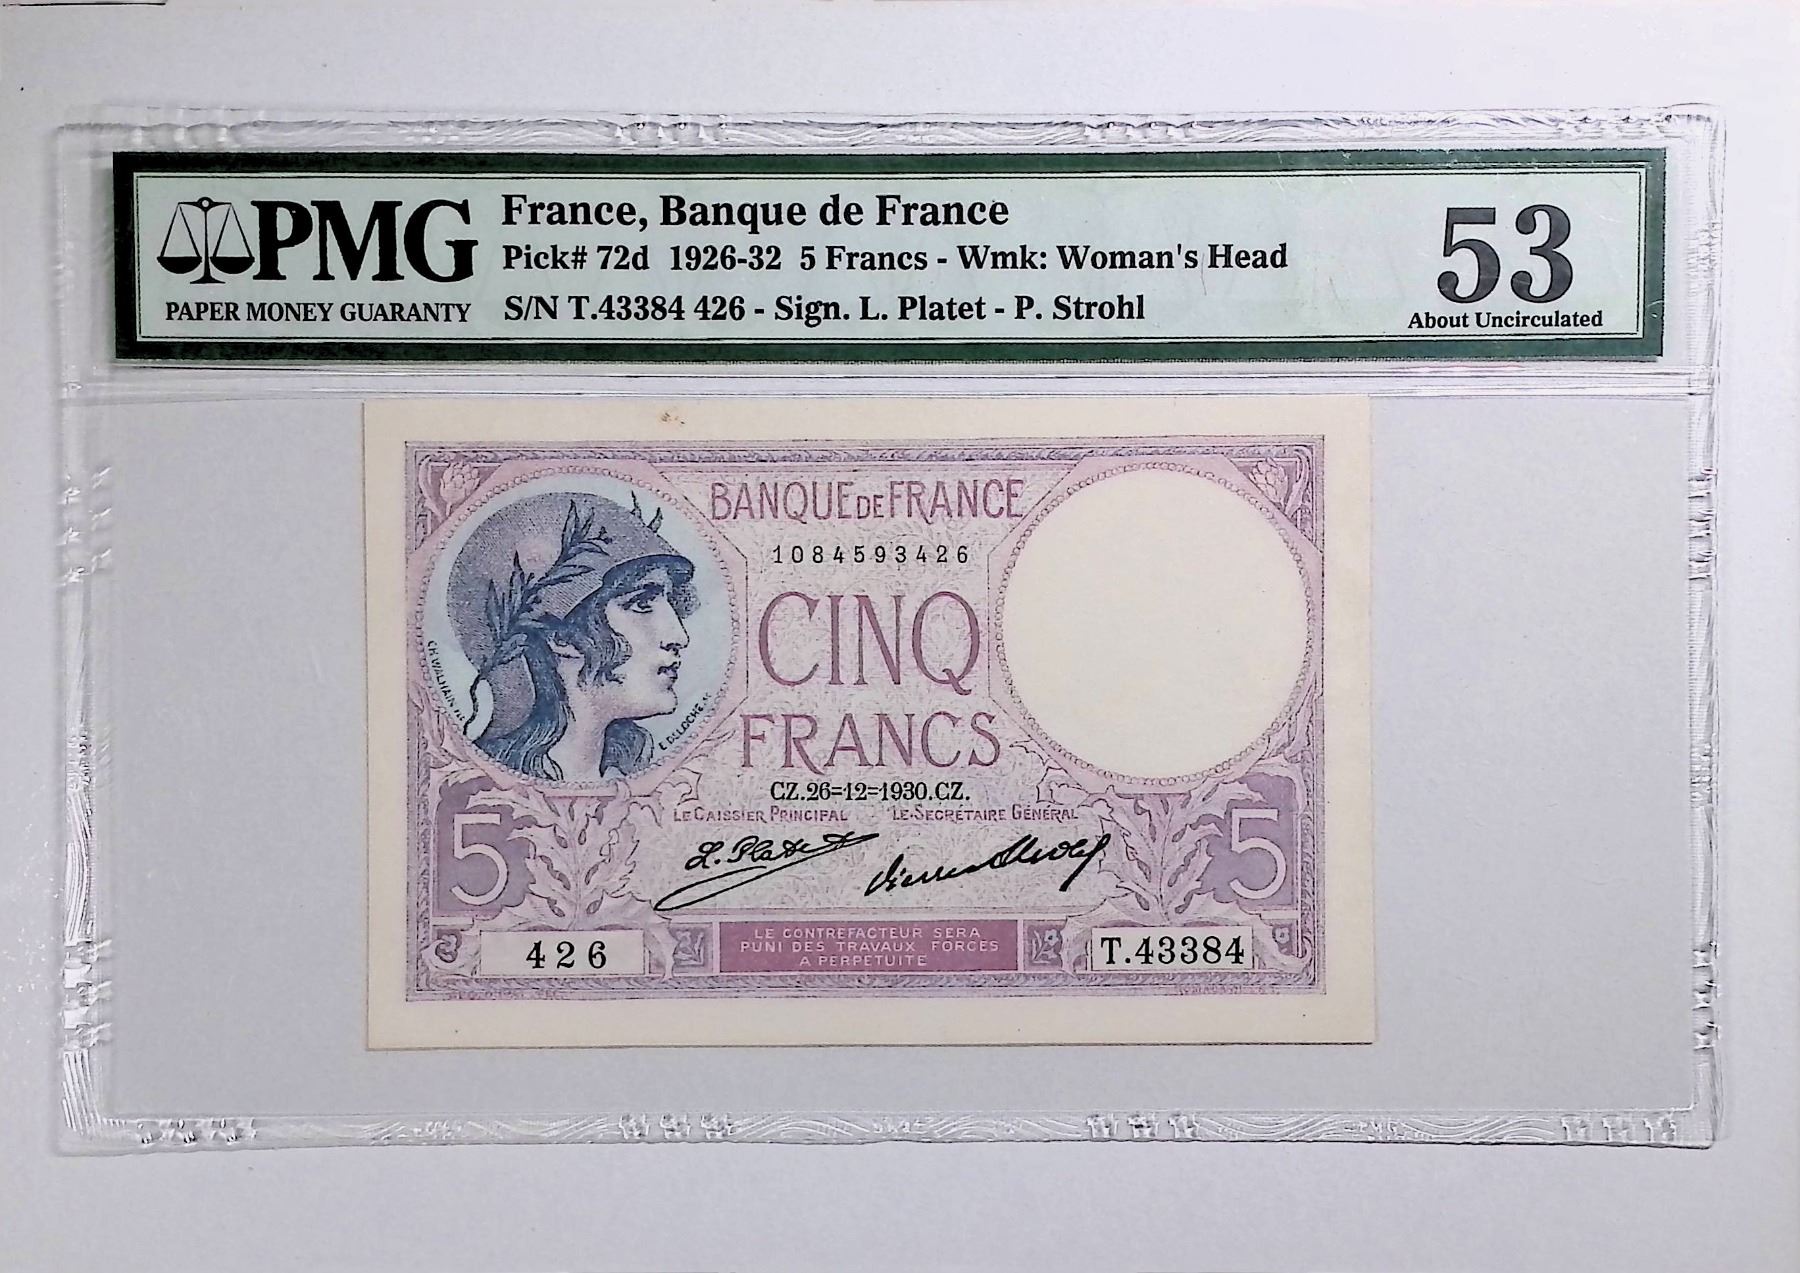 PMG
PAPER MONEY GUARANTY
France, Banque de France
Pick# 72d 1926-32 5 Francs - Wmk: Woman's Head
S/N T.43384 426 - Sign. L. Platet - P. Strohl
53
About Uncirculated
BANQUE DE FRANCE
1084593426
CINQ
FRANCS
CZ.26=12=1930.CZ.
LE CAISSIER PRINCIPAL
LE SECRÉTAIRE GÉNÉRAL
L. Platet
5
5
LE CONTREFACTEUR SERA
PUNI DES TRAVAUX FORCES
A PERPETUITE
426
T.43384